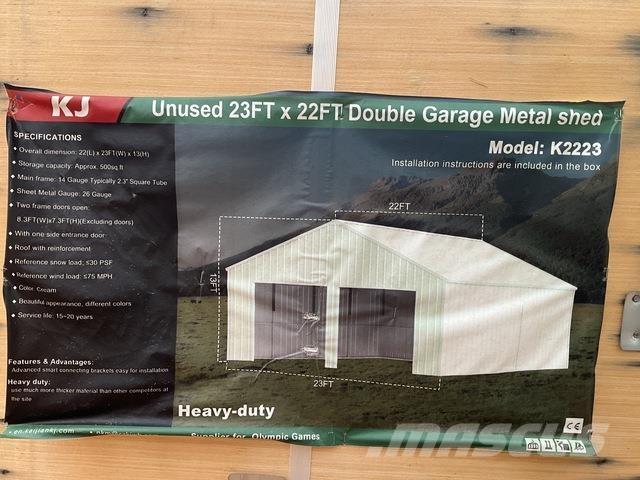 KJ
Unused 23FT x 22FT Double Garage Metal shed
Model: K2223
Installation instructions are included in the box
SPECIFICATIONS
• Overall dimension: 22(L) x 23FT(W) x 13(H)
• Storage capacity: Approx. 500sq ft
• Main frame: 14 Gauge Typically 2.3" Square Tube
• Sheet Metal Gauge: 26 Gauge
• Two frame doors open:
8.3FT(W)x7.3FT(H)(Excluding doors)
• With one side entrance door
• Roof with reinforcement
• Reference snow load: ≤30 PSF
• Reference wind load: ≤75 MPH
• Color: Cream
• Beautiful appearance, different colors
• Service life: 15~20 years
22FT
13FT
23FT
Features & Advantages:
Advanced smart connecting brackets easy for installation
Heavy duty:
use much more thicker material than other competitors at
the site
Heavy-duty
Supplier for Olympic Games
CE
MASCUS